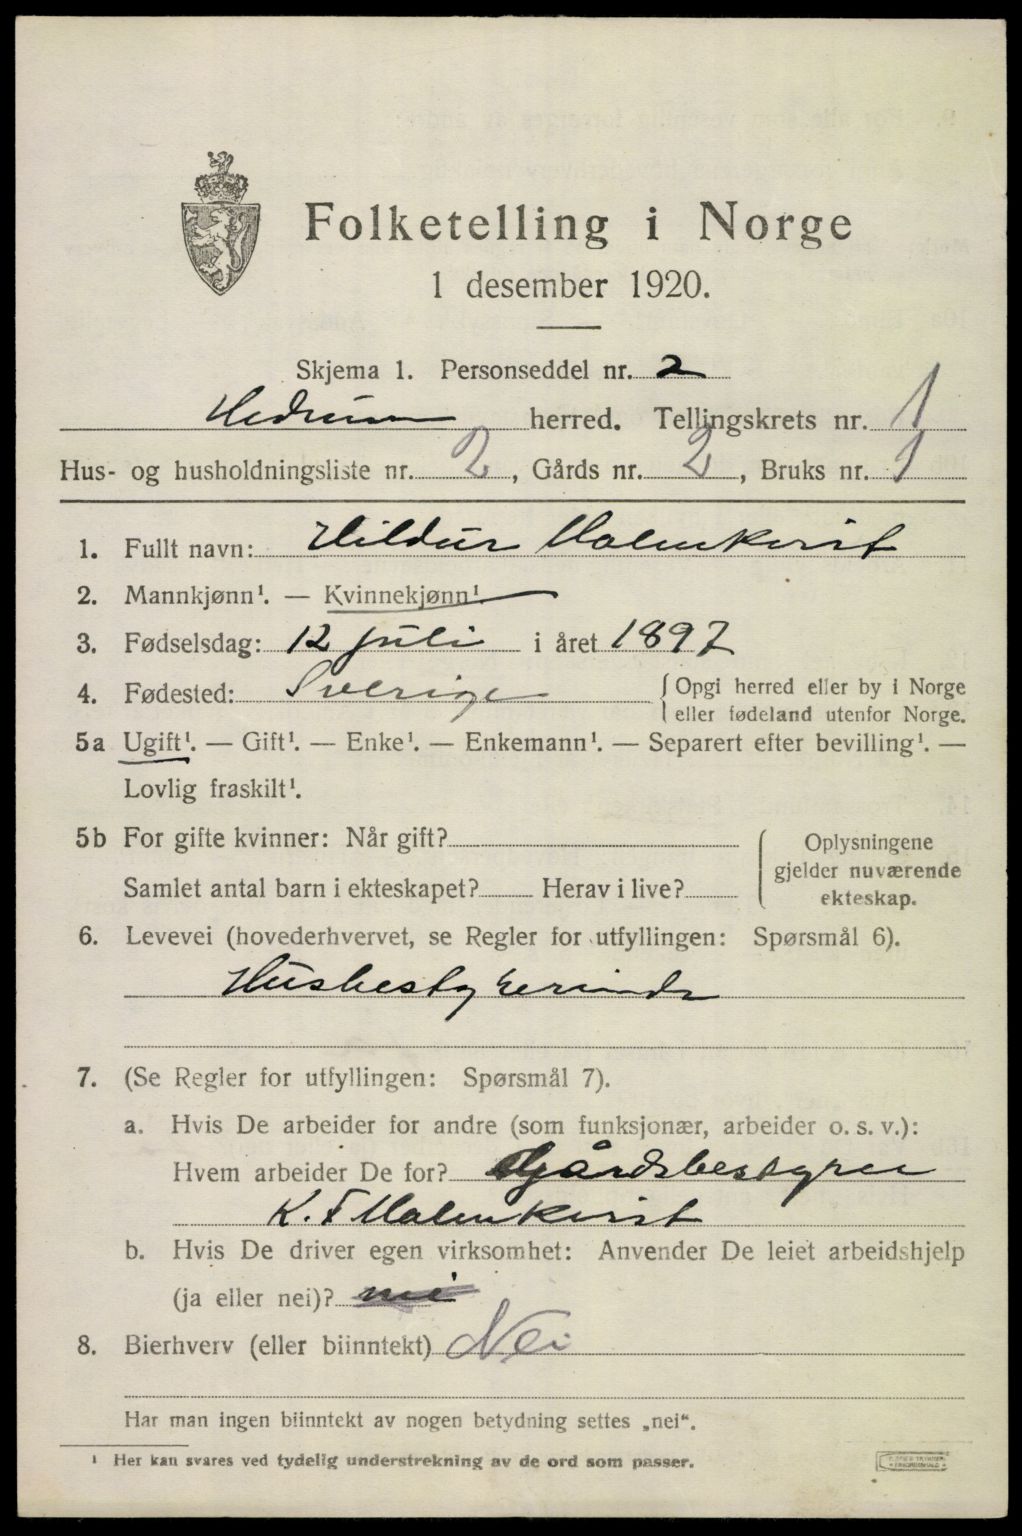 Folketelling i Norge
1 desember 1920.
Skjema 1. Personseddel nr. 2
Hedrum herred. Tellingskrets nr. 1
Hus- og husholdningsliste nr. 2, Gårds nr. 2, Bruks nr. 1
1. Fullt navn: Hildur Malmkvist
2. Mannkjønn¹. — Kvinnekjønn¹.
3. Fødselsdag: 12 juli i året 1897
4. Fødested: Sverige { Opgi herred eller by i Norge
eller fødeland utenfor Norge.
5a Ugift¹. — Gift¹. — Enke¹. — Enkemann¹. — Separert efter bevilling¹. —
Lovlig fraskilt¹.
5b For gifte kvinner: Når gift? { Oplysningene
gjelder nuværende
Samlet antal barn i ekteskapet? Herav i live? ekteskap.
6. Levevei (hovederhvervet, se Regler for utfyllingen: Spørsmål 6).
Husbestyrerinde
7. (Se Regler for utfyllingen: Spørsmål 7).
a. Hvis De arbeider for andre (som funksjonær, arbeider o. s. v.):
Hvem arbeider De for? Gårdsbestyrer
K. F Malmkvist
b. Hvis De driver egen virksomhet: Anvender De leiet arbeidshjelp
(ja eller nei)? nei
8. Bierhverv (eller biinntekt) Nei
Har man ingen biinntekt av nogen betydning settes „nei“.
¹ Her kan svares ved tydelig understrekning av de ord som passer.